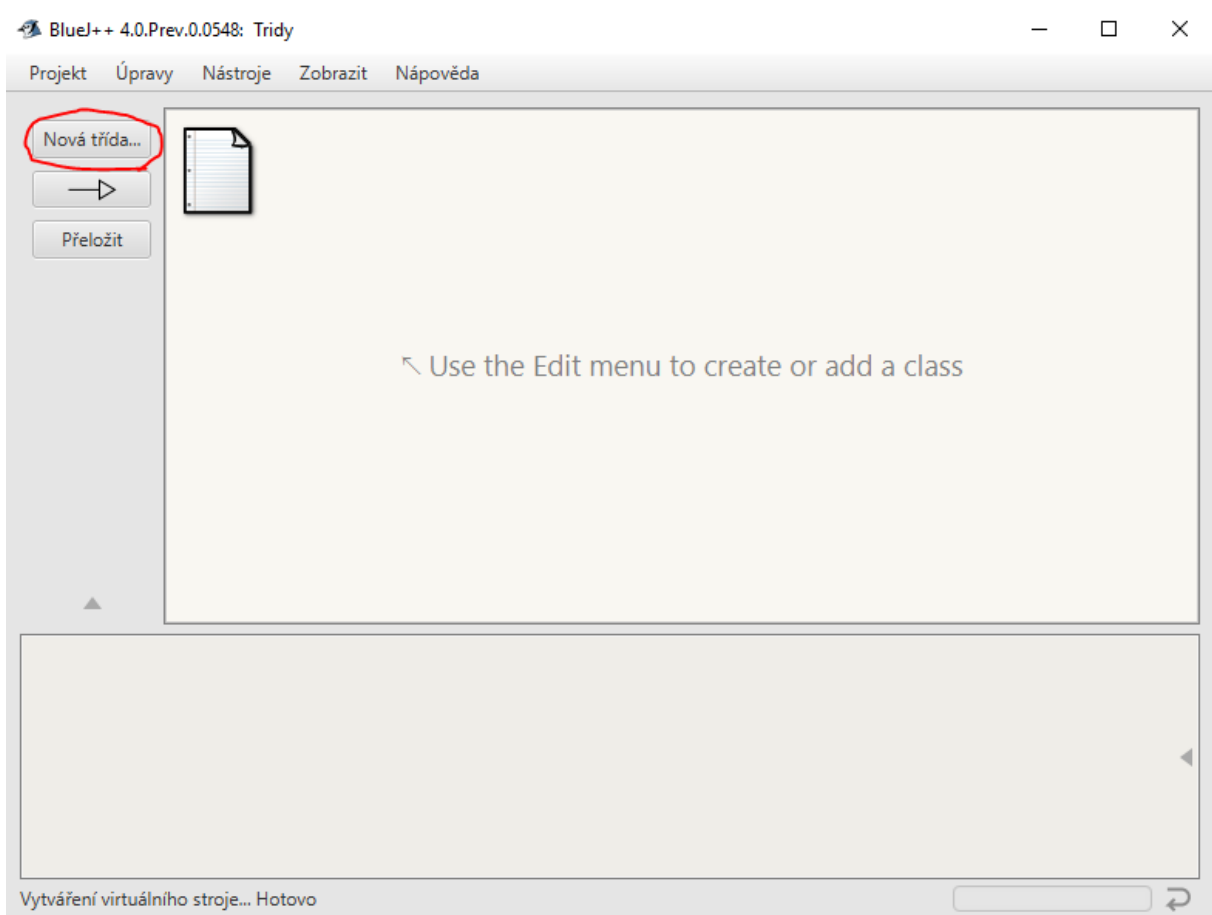 BlueJ++ 4.0.Prev.0.0548: Tridy
Projekt Úpravy Nástroje Zobrazit Nápověda
Nová třída...
Přeložit
Use the Edit menu to create or add a class
Vytváření virtuálního stroje... Hotovo